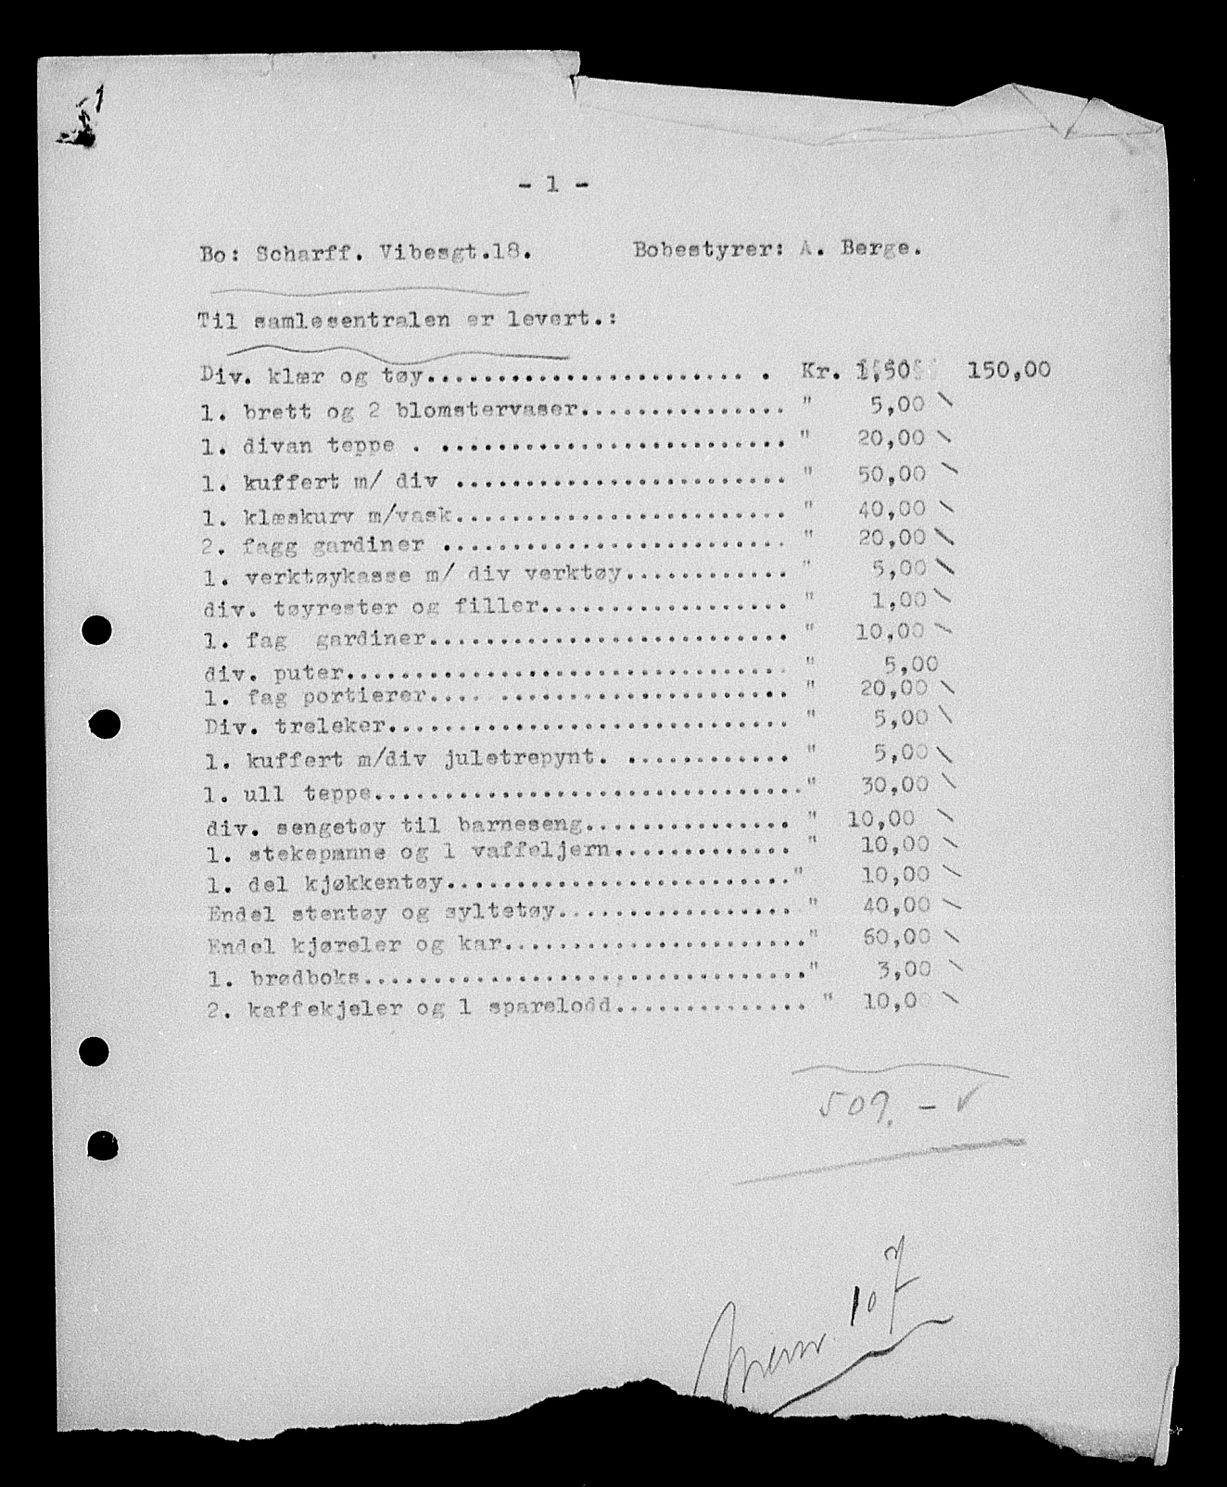 - 1 -
Bo: Scharff. Vibesgt.18. Bobestyrer: A. Berge.
Til samlesentralen er levert.:
Div. klær og tøy....................... . Kr. 1,50 150,00
1. brett og 2 blomstervaser............... " 5,00 \
1. divan teppe . ......................... " 20,00 \
1. kuffert m/ div ........................ " 50,00 \
1. klæskurv m/vask........................ " 40,00 \
2. fagg gardiner ......................... " 20,00 \
1. verktøykasse m/ div verktøy............ " 5,00 \
div. tøyrester og filler.................. " 1,00 \
1. fag gardiner.......................... " 10,00 \
div. puter................................ " 5,00
1. fag portierer.... ..................... " 20,00 \
Div. treleker............................. " 5,00 \
1. kuffert m/div juletrepynt. ............ " 5,00 \
1. ull teppe..............................." 30,00 \
div. sengetøy til barneseng............... " 10,00 \
1. stekepanne og 1 vaffeljern............. " 10,00 \
1. del kjøkkentøy........................." 10,00 \
Endel stentøy og syltetøy................. " 40,00 \
Endel kjøreler og kar......................" 60,00 \
1. brødboks................................" 3,00 \
2. kaffekjeler og 1 sparelodd.............. " 10,00 \
509. - ✓
107